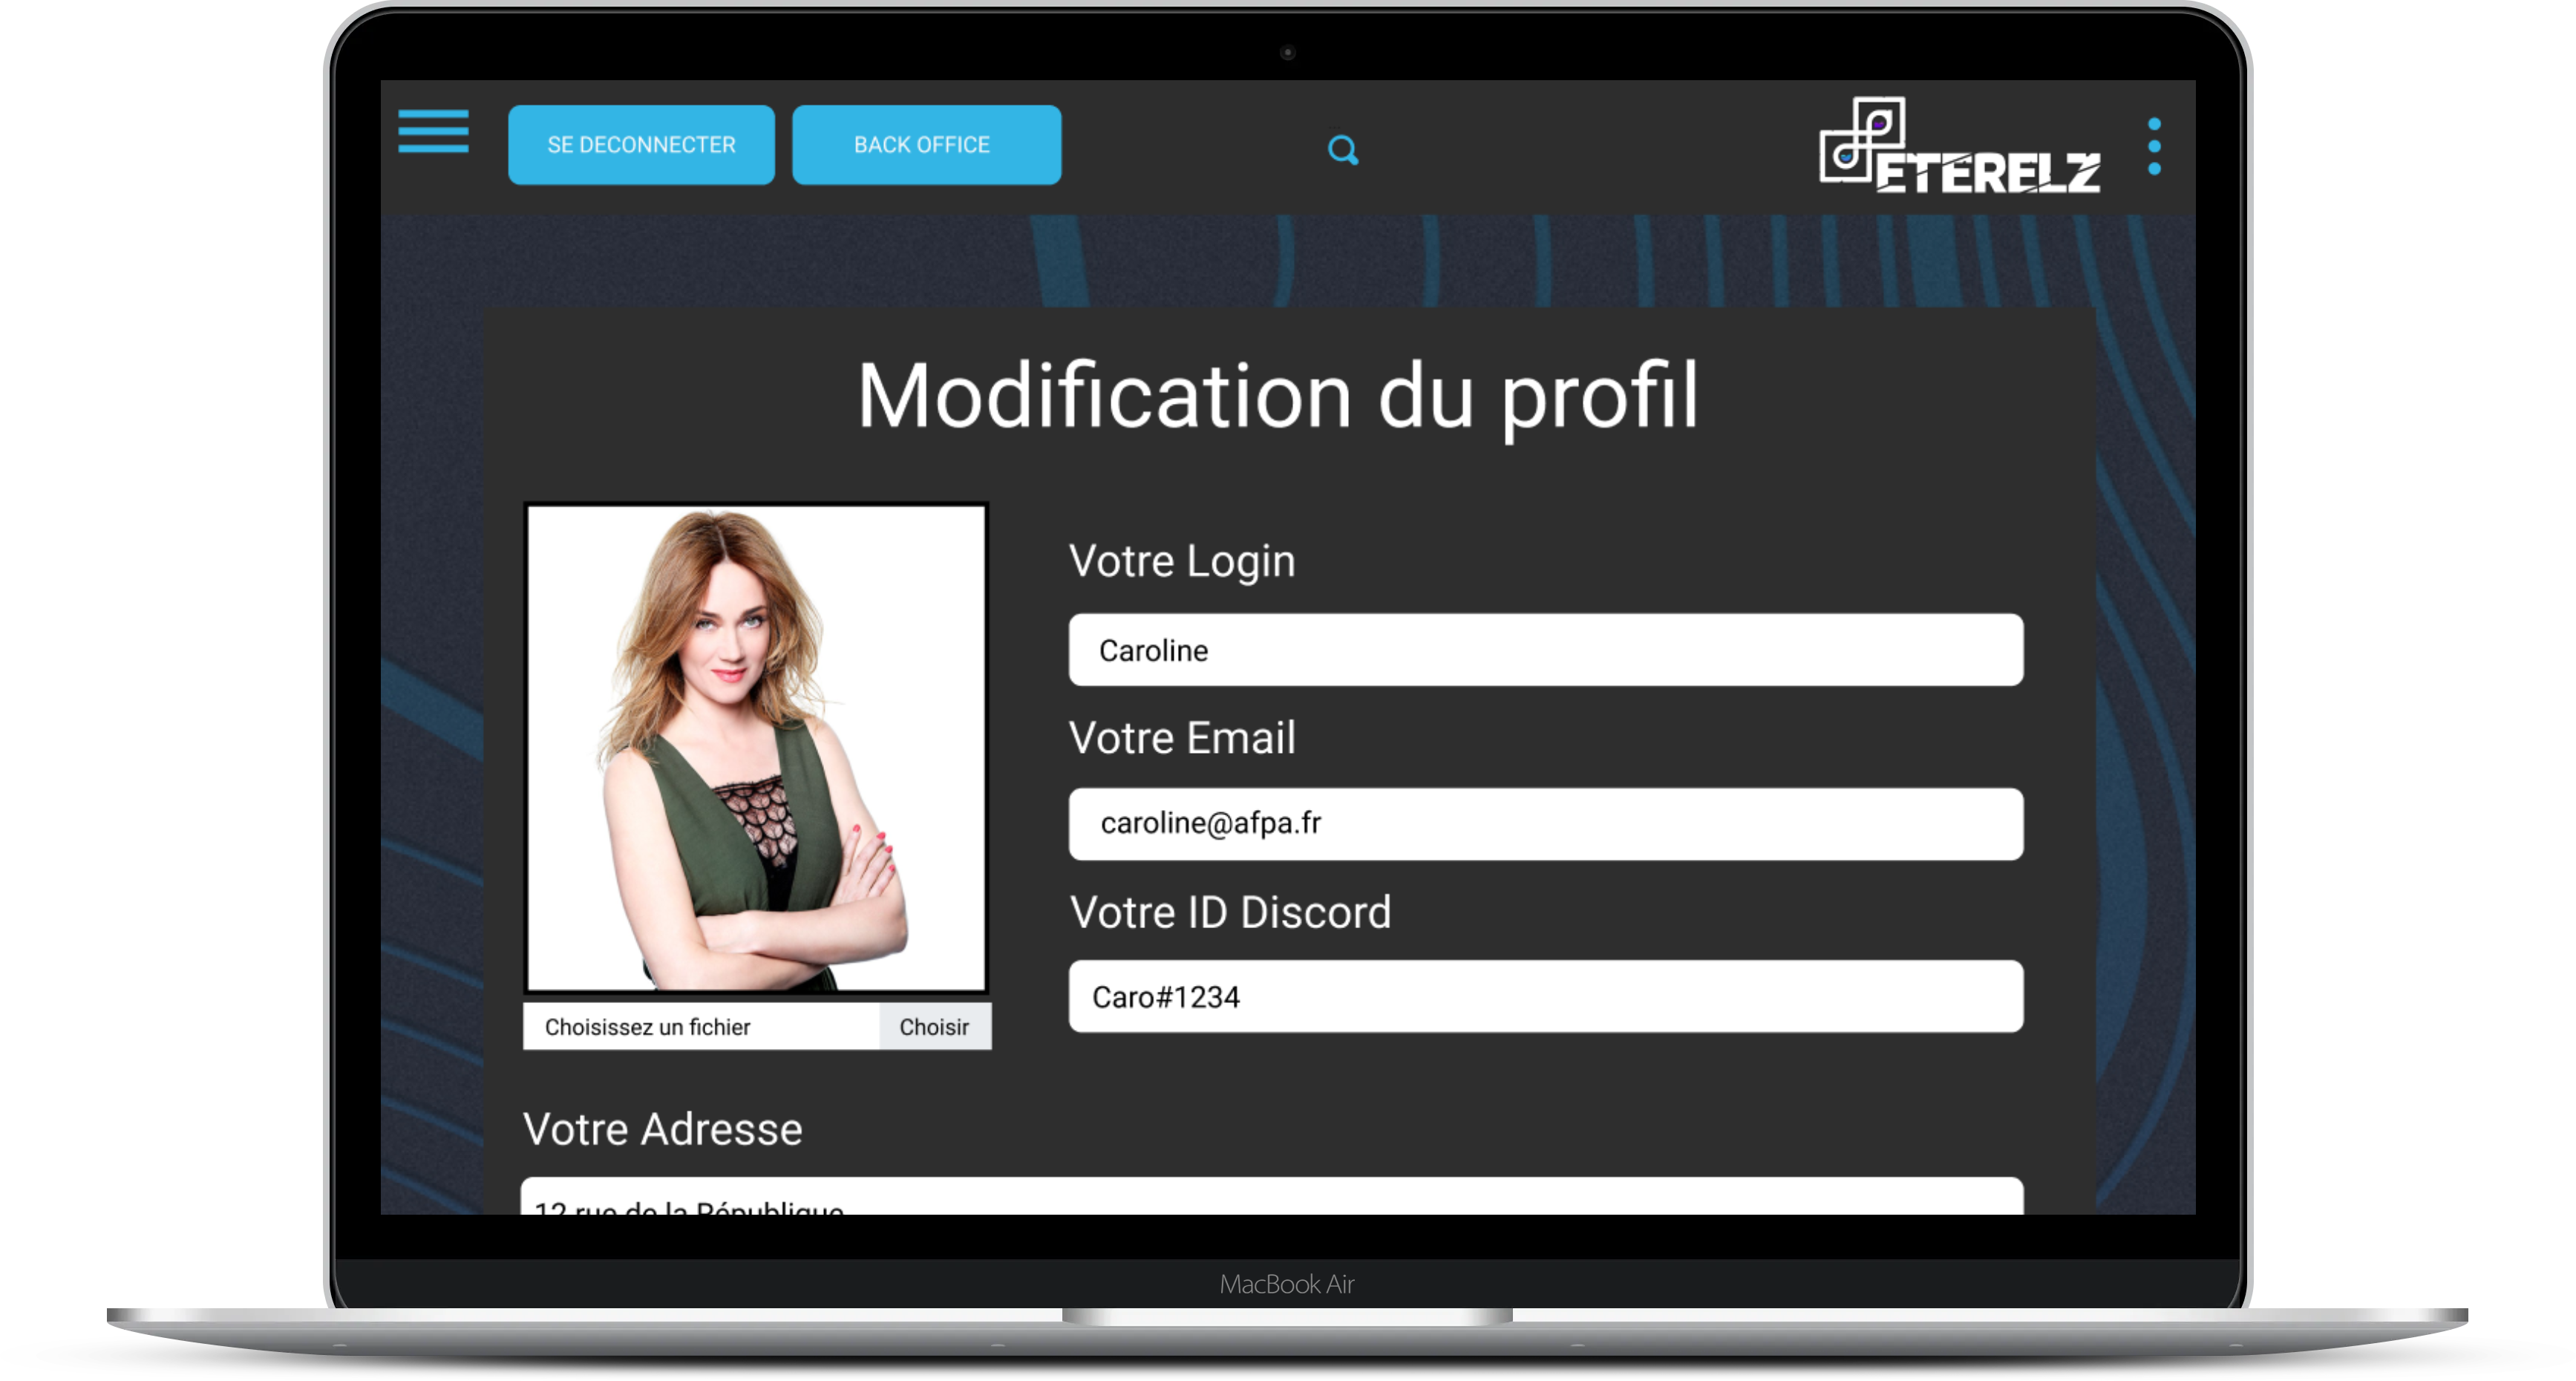 SE DECONNECTER
BACK OFFICE
ETERELZ
Modification du profil
Votre Login
Caroline
Votre Email
caroline@afpa.fr
Votre ID Discord
Caro#1234
Choisissez un fichier
Choisir
Votre Adresse
12 rue de la République
MacBook Air